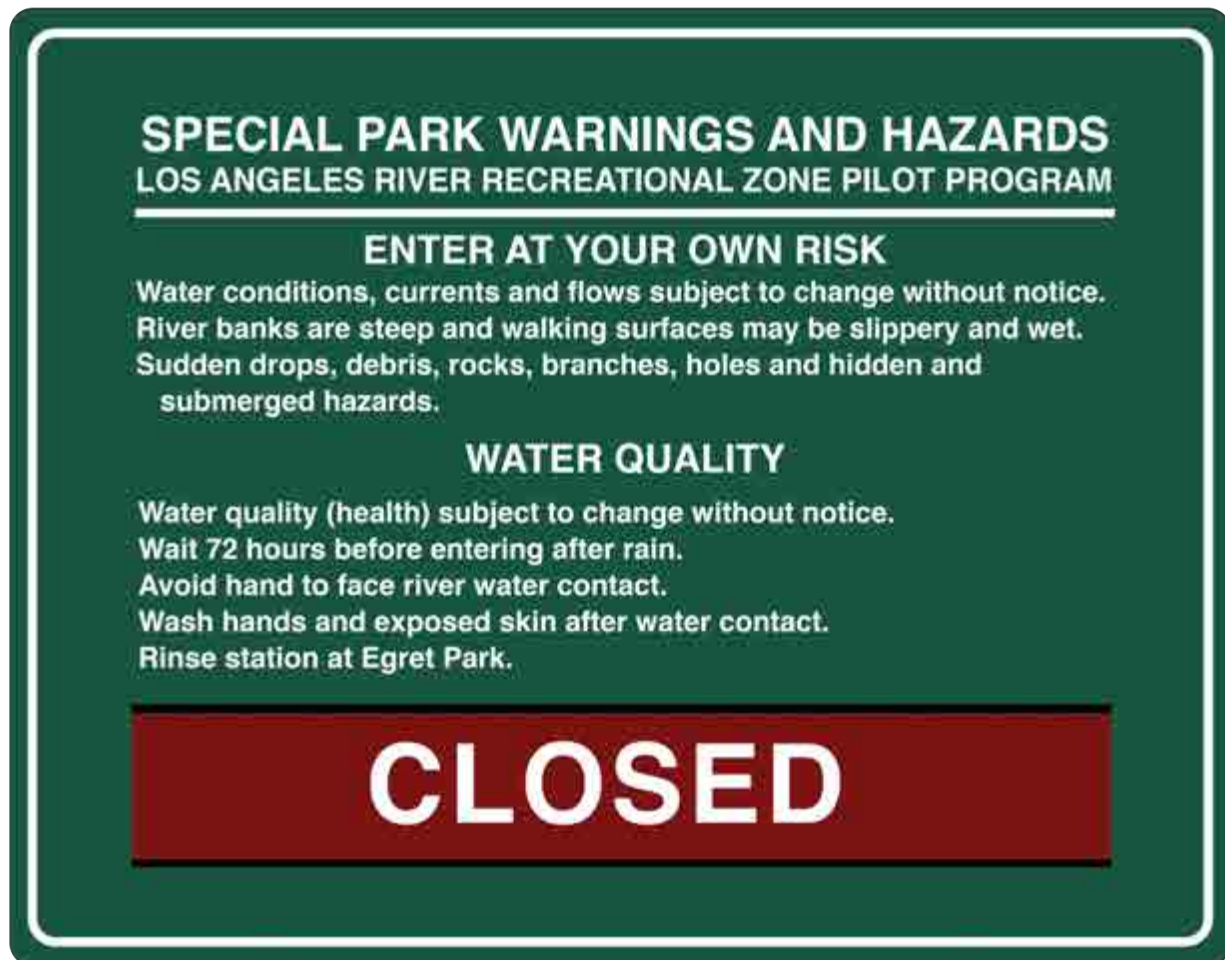 SPECIAL PARK WARNINGS AND HAZARDS
LOS ANGELES RIVER RECREATIONAL ZONE PILOT PROGRAM
ENTER AT YOUR OWN RISK
Water conditions, currents and flows subject to change without notice.
River banks are steep and walking surfaces may be slippery and wet.
Sudden drops, debris, rocks, branches, holes and hidden and
submerged hazards.
WATER QUALITY
Water quality (health) subject to change without notice.
Wait 72 hours before entering after rain.
Avoid hand to face river water contact.
Wash hands and exposed skin after water contact.
Rinse station at Egret Park.
CLOSED